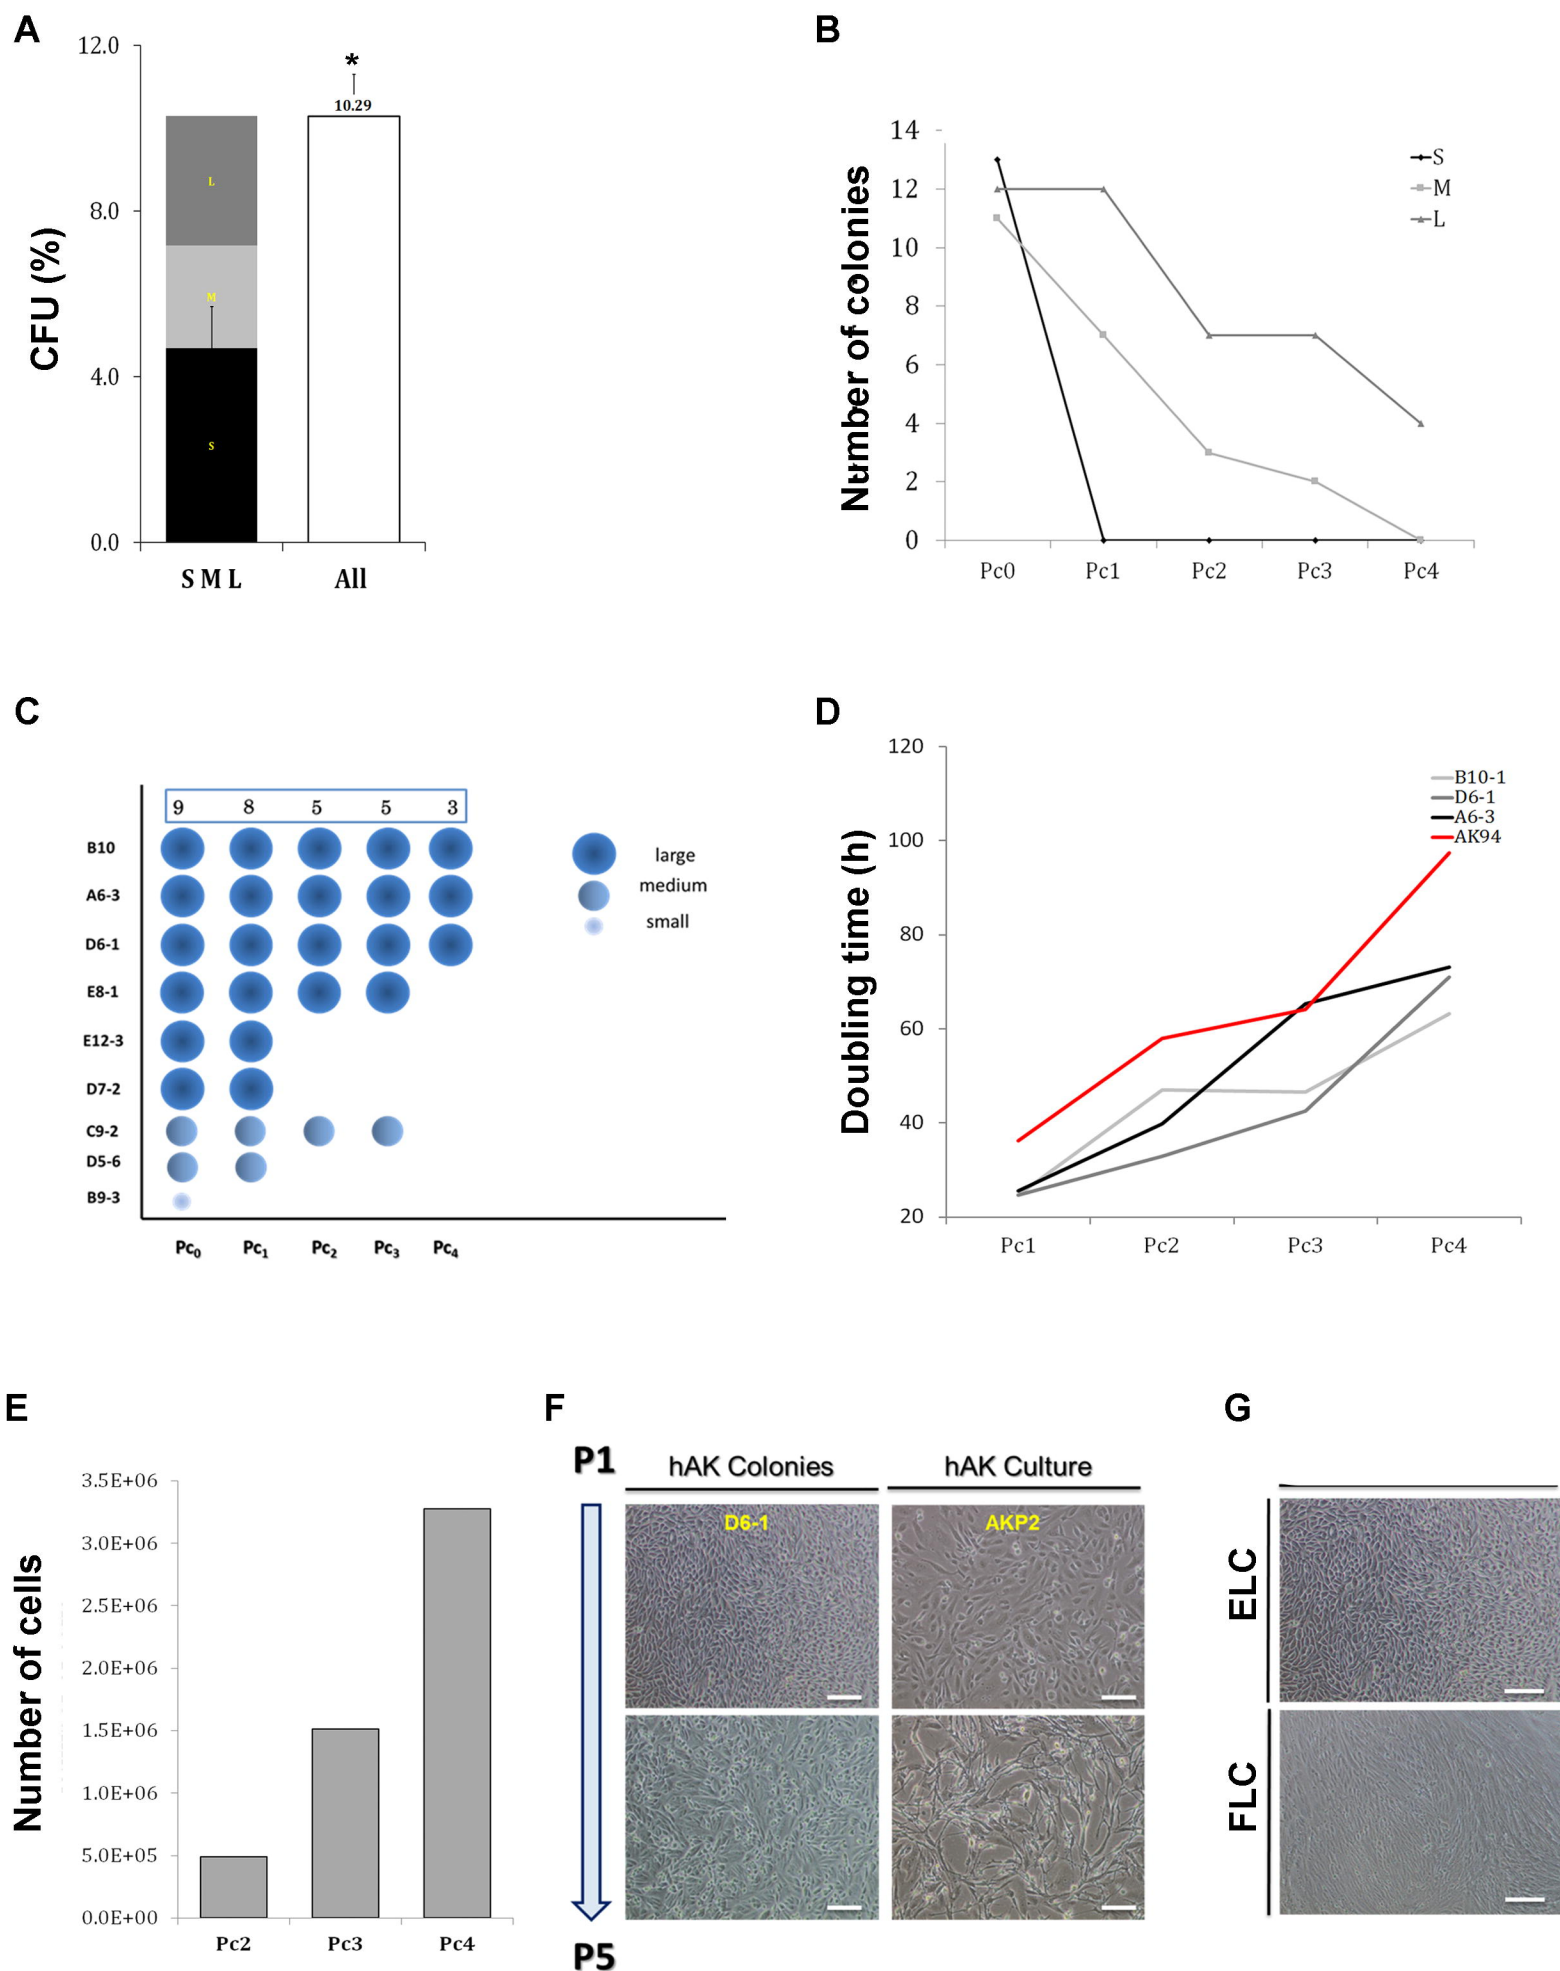 A
12.0
8.0
4.0
0.0
CFU (%)
*
10.29
L
M
S
S M L
All
B
14
12
10
8
6
4
2
0
Number of colonies
S
M
L
Pc0 Pc1 Pc2 Pc3 Pc4
C
9 8 5 5 3
B10
A6-3
D6-1
E8-1
E12-3
D7-2
C9-2
D5-6
B9-3
large
medium
small
Pc0 Pc1 Pc2 Pc3 Pc4
D
120
100
80
60
40
20
Doubling time (h)
B10-1
D6-1
A6-3
AK94
Pc1 Pc2 Pc3 Pc4
E
3.5E+06
3.0E+06
2.5E+06
2.0E+06
1.5E+06
1.0E+06
5.0E+05
0.0E+00
Number of cells
Pc2 Pc3 Pc4
F
P1
hAK Colonies
hAK Culture
D6-1
AKP2
P5
G
ELC
FLC